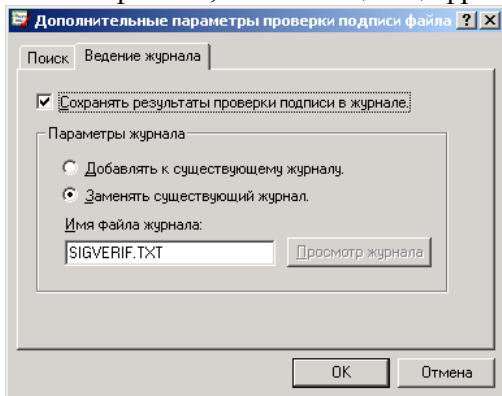 Дополнительные параметры проверки подписи файла
Поиск Ведение журнала
Сохранять результаты проверки подписи в журнале.
Параметры журнала
Добавлять к существующему журналу.
Заменять существующий журнал.
Имя файла журнала:
SIGVERIF.TXT Просмотр журнала
OK Отмена